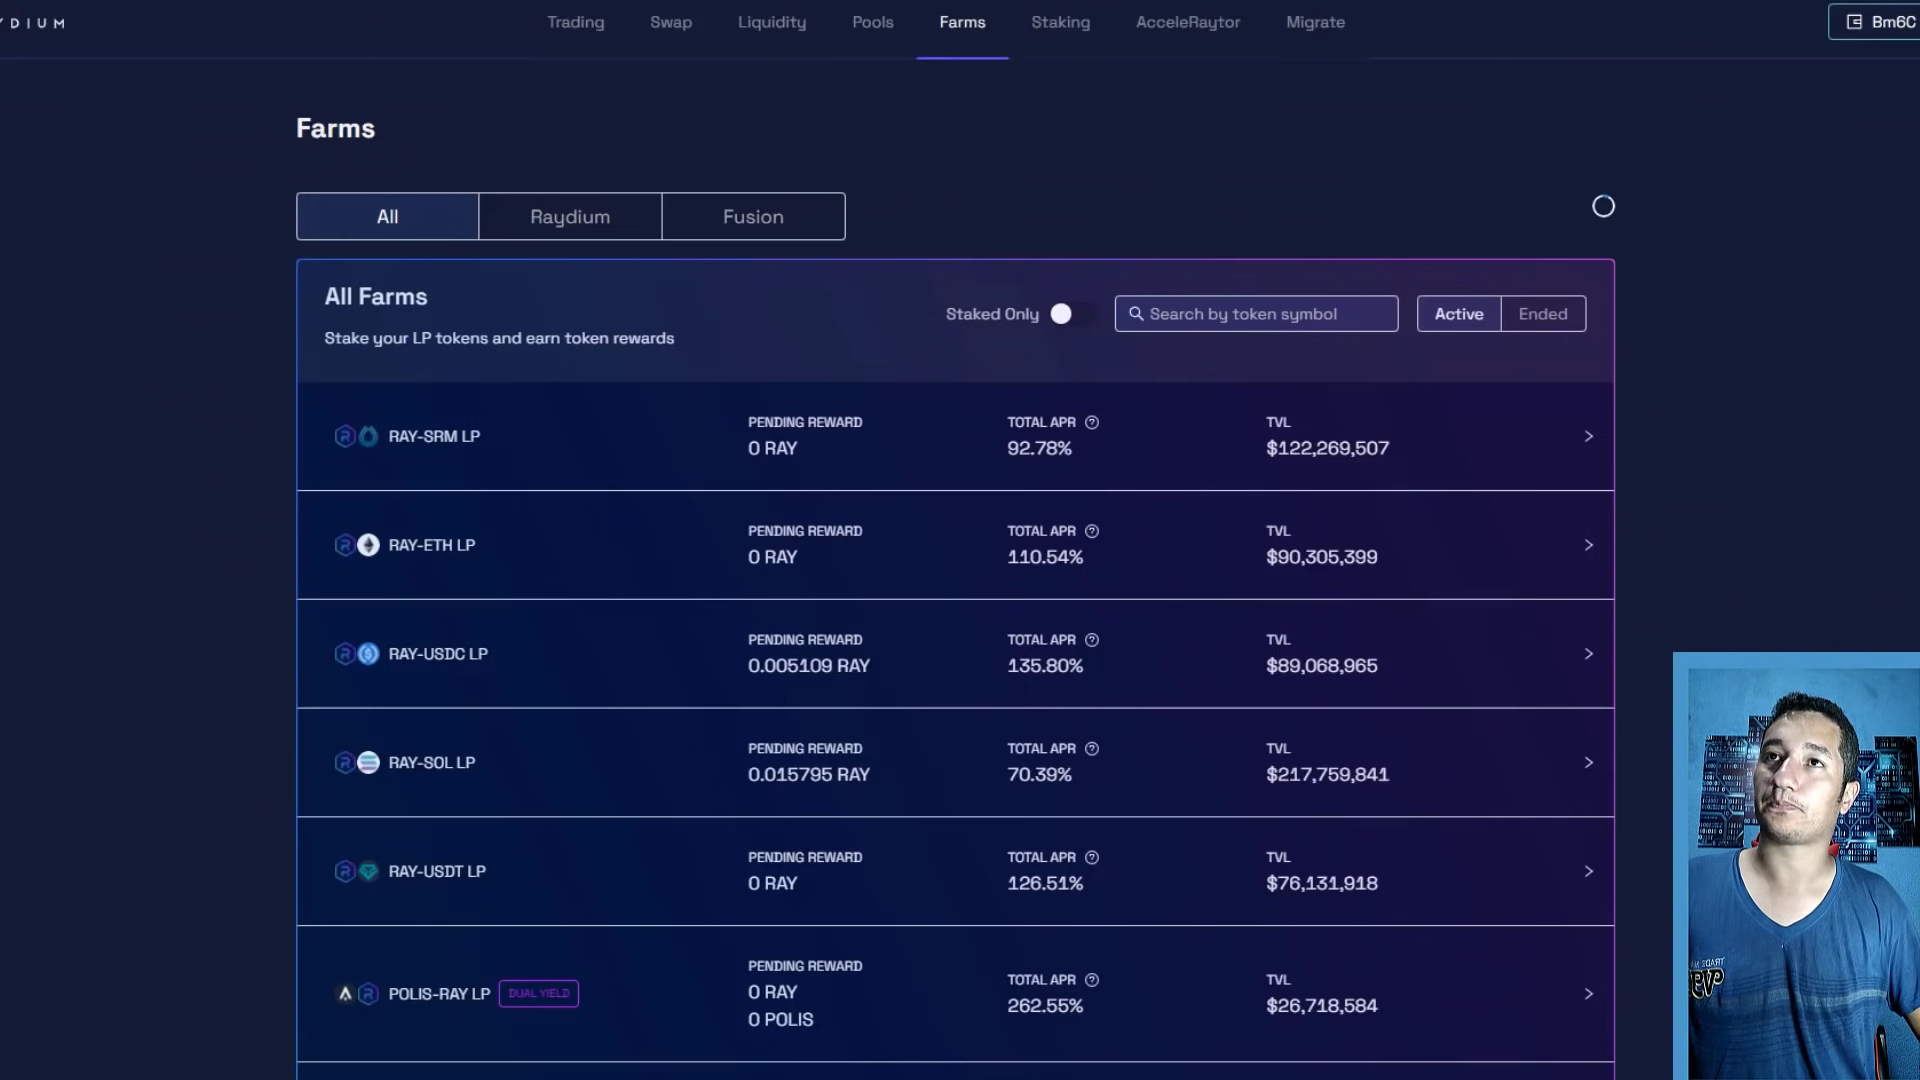 YDIUM
Trading
Swap
Liquidity
Pools
Farms
Staking
AcceleRaytor
Migrate
Bm6C
Farms
All
Raydium
Fusion
All Farms
Stake your LP tokens and earn token rewards
Staked Only
Search by token symbol
Active
Ended
RAY-SRM LP
PENDING REWARD
0 RAY
TOTAL APR
92.78%
TVL
$122,269,507
RAY-ETH LP
PENDING REWARD
0 RAY
TOTAL APR
110.54%
TVL
$90,305,399
RAY-USDC LP
PENDING REWARD
0.005109 RAY
TOTAL APR
135.80%
TVL
$89,068,965
RAY-SOL LP
PENDING REWARD
0.015795 RAY
TOTAL APR
70.39%
TVL
$217,759,841
RAY-USDT LP
PENDING REWARD
0 RAY
TOTAL APR
126.51%
TVL
$76,131,918
POLIS-RAY LP
DUAL YIELD
PENDING REWARD
0 RAY
0 POLIS
TOTAL APR
262.55%
TVL
$26,718,584